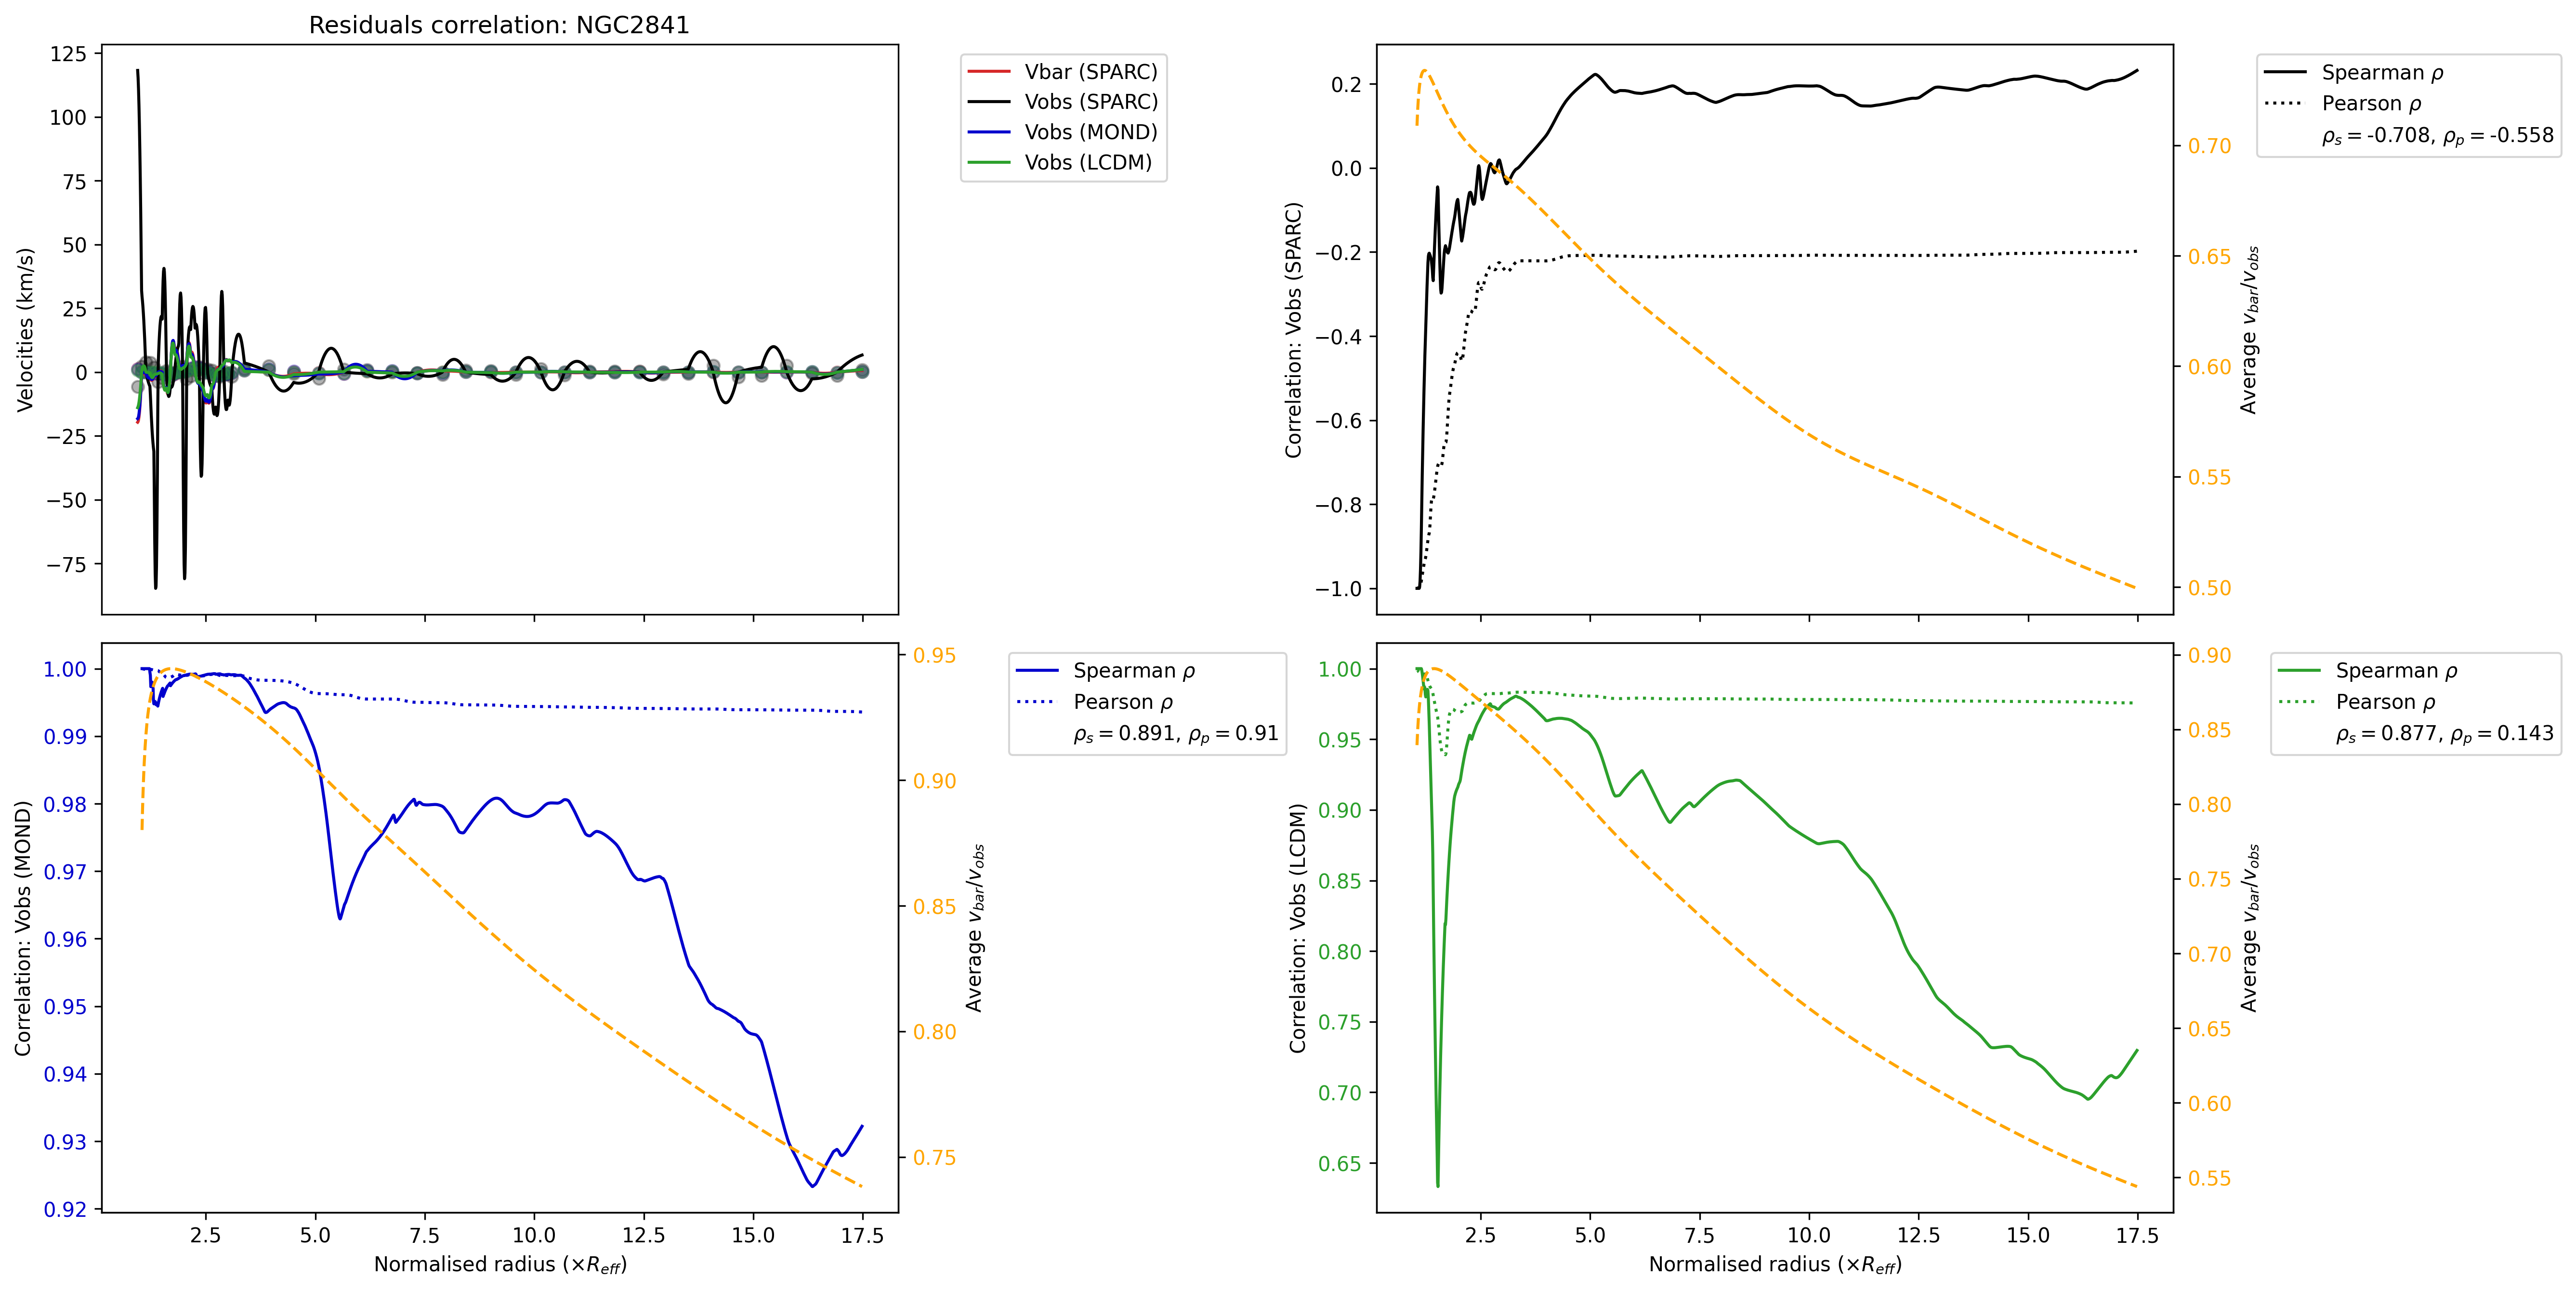 Residuals correlation: NGC2841
Velocities (km/s)
125
100
75
50
25
0
−25
−50
−75
Vbar (SPARC)
Vobs (SPARC)
Vobs (MOND)
Vobs (LCDM)
Correlation: Vobs (SPARC)
0.2
0.0
−0.2
−0.4
−0.6
−0.8
−1.0
0.70
0.65
0.60
0.55
0.50
Average v_bar/v_obs
Spearman ρ
Pearson ρ
ρ_s = -0.708, ρ_p = -0.558
Correlation: Vobs (MOND)
1.00
0.99
0.98
0.97
0.96
0.95
0.94
0.93
0.92
0.95
0.90
0.85
0.80
0.75
Average v_bar/v_obs
2.5 5.0 7.5 10.0 12.5 15.0 17.5
Normalised radius (×R_eff)
Spearman ρ
Pearson ρ
ρ_s = 0.891, ρ_p = 0.91
Correlation: Vobs (LCDM)
1.00
0.95
0.90
0.85
0.80
0.75
0.70
0.65
0.90
0.85
0.80
0.75
0.70
0.65
0.60
0.55
Average v_bar/v_obs
2.5 5.0 7.5 10.0 12.5 15.0 17.5
Normalised radius (×R_eff)
Spearman ρ
Pearson ρ
ρ_s = 0.877, ρ_p = 0.143